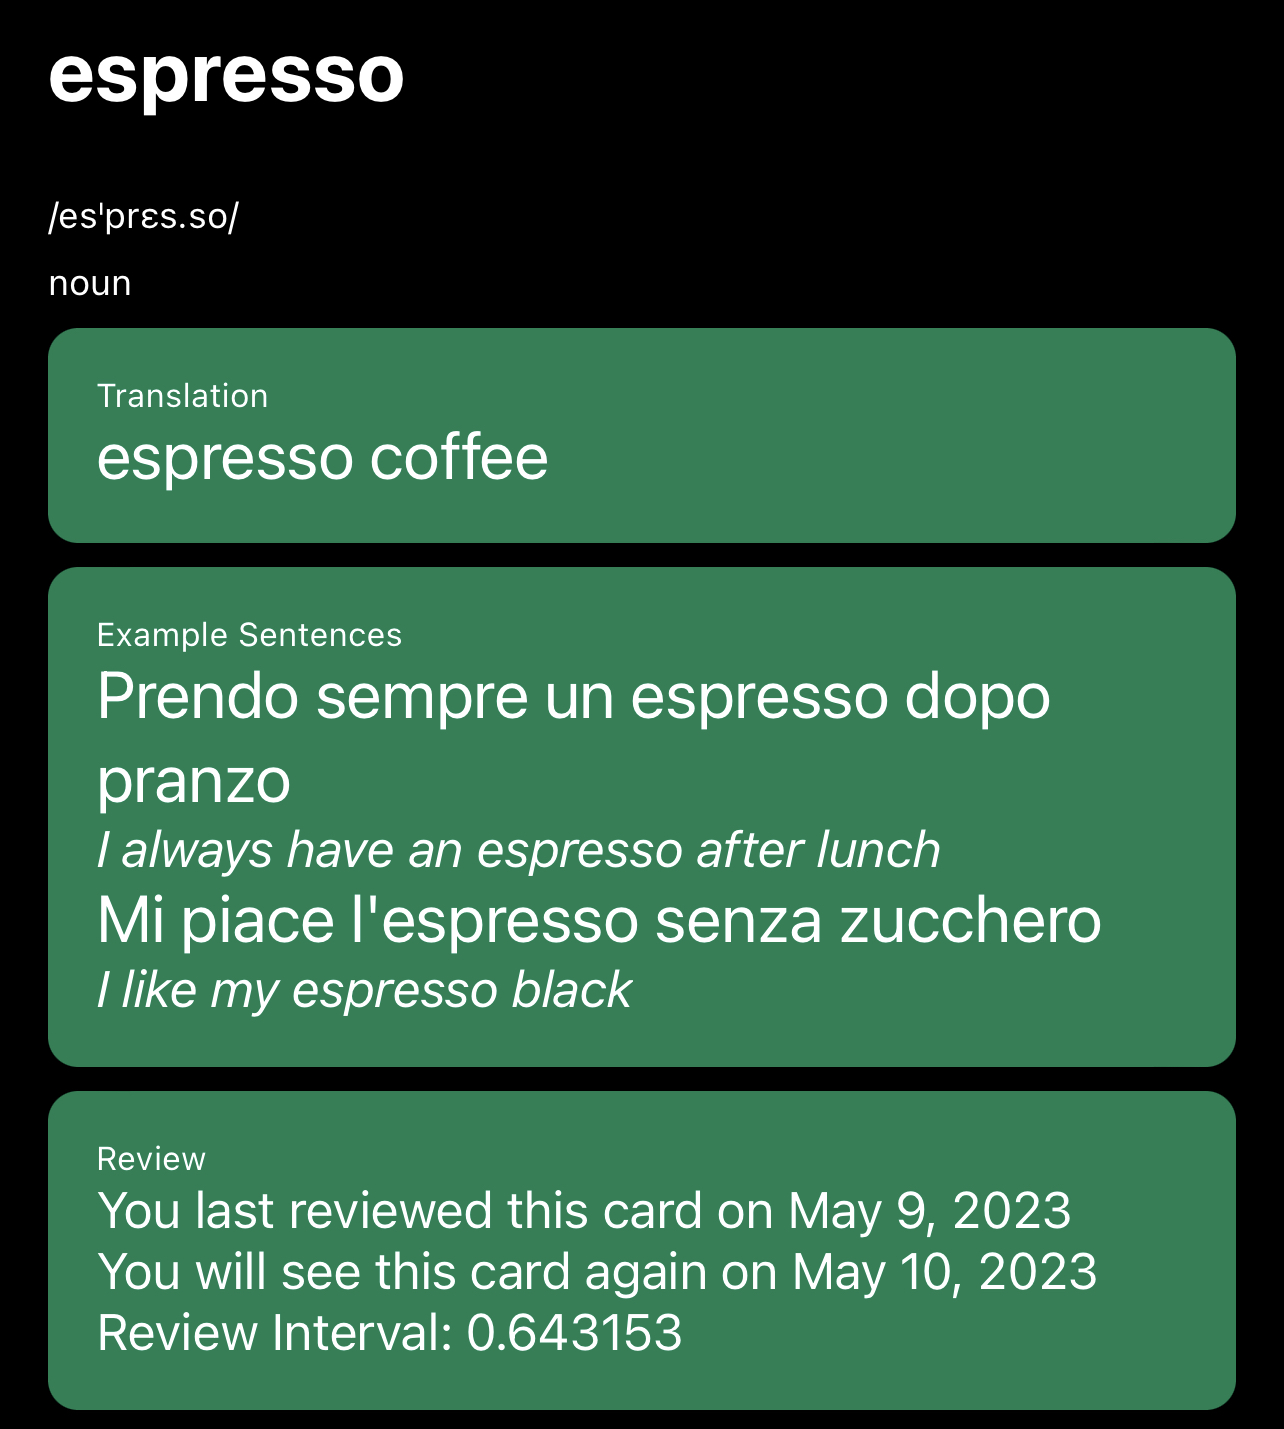 espresso
/esˈprɛs.so/
noun
Translation
espresso coffee
Example Sentences
Prendo sempre un espresso dopo
pranzo
I always have an espresso after lunch
Mi piace l'espresso senza zucchero
I like my espresso black
Review
You last reviewed this card on May 9, 2023
You will see this card again on May 10, 2023
Review Interval: 0.643153